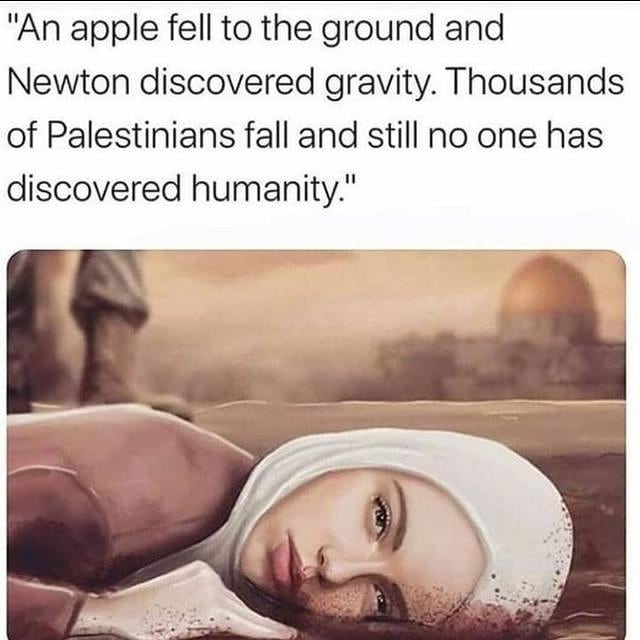 "An apple fell to the ground and
Newton discovered gravity. Thousands
of Palestinians fall and still no one has
discovered humanity."